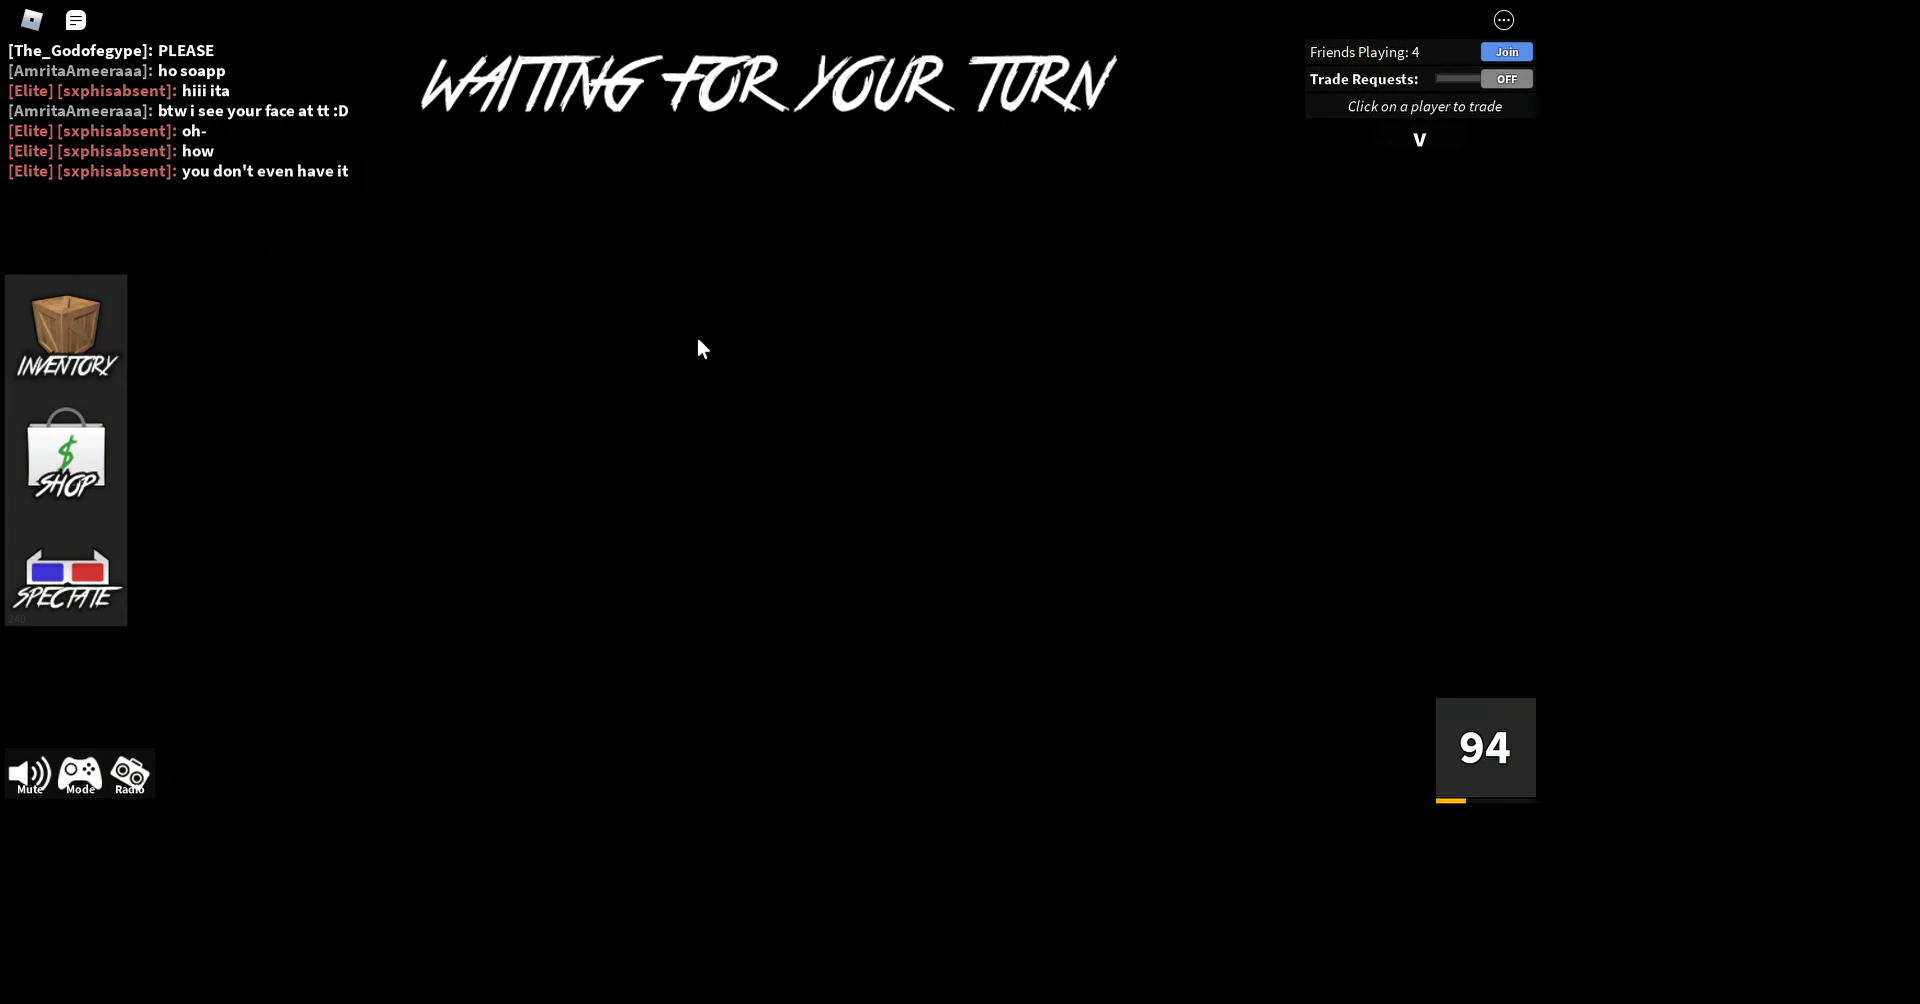 [The_Godofegype]: PLEASE
[AmritaAmeeraaa]: ho soapp
[Elite] [sxphisabsent]: hiii ita
[AmritaAmeeraaa]: btw i see your face at tt :D
[Elite] [sxphisabsent]: oh-
[Elite] [sxphisabsent]: how
[Elite] [sxphisabsent]: you don't even have it
WAITING FOR YOUR TURN
Friends Playing: 4 Join
Trade Requests: OFF
Click on a player to trade
V
INVENTORY
$
SHOP
SPECTATE
240
Mute Mode Radio
94